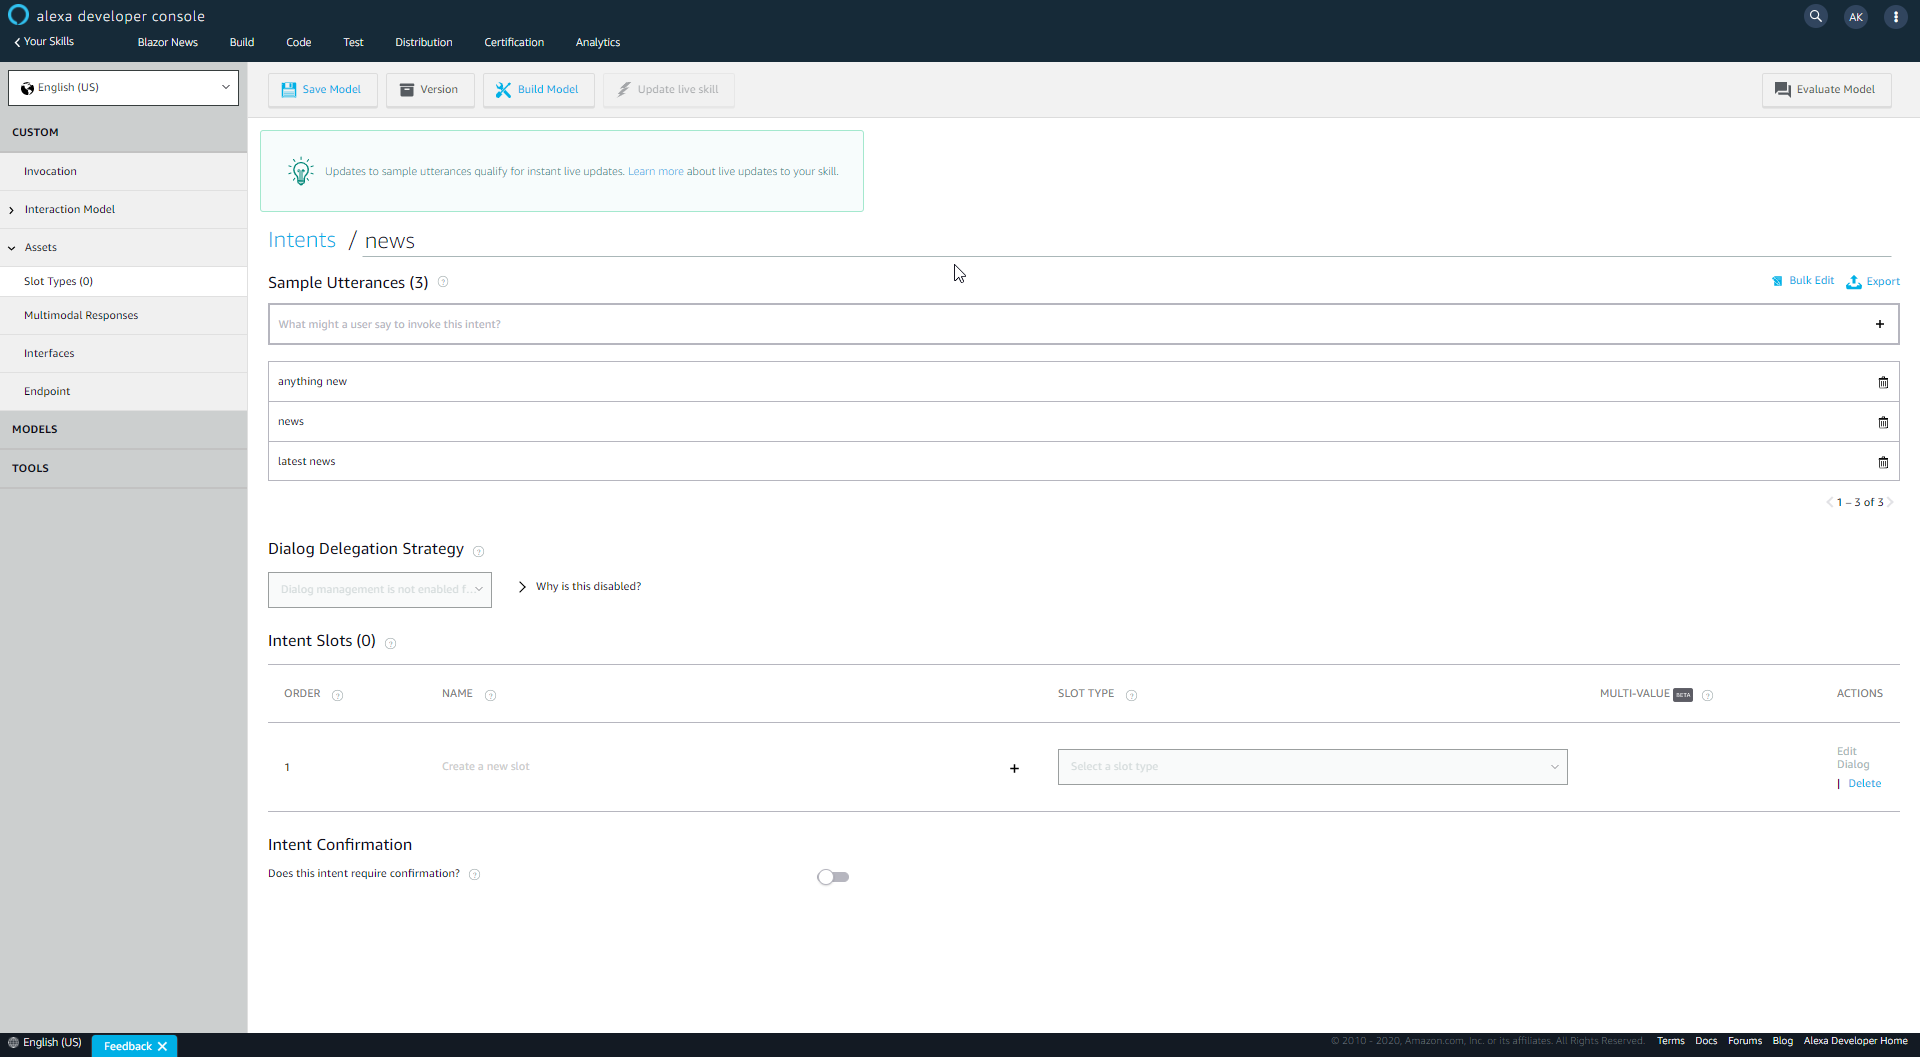 alexa developer console
AK
Your Skills
Blazor News
Build
Code
Test
Distribution
Certification
Analytics
English (US)
Save Model
Version
Build Model
Update live skill
Evaluate Model
CUSTOM
Invocation
Interaction Model
Assets
Slot Types (0)
Multimodal Responses
Interfaces
Endpoint
MODELS
TOOLS
Updates to sample utterances qualify for instant live updates. Learn more about live updates to your skill.
Intents / news
Sample Utterances (3)
Bulk Edit
Export
What might a user say to invoke this intent?
anything new
news
latest news
1 – 3 of 3
Dialog Delegation Strategy
Dialog management is not enabled f...
Why is this disabled?
Intent Slots (0)
ORDER
NAME
SLOT TYPE
MULTI-VALUE BETA
ACTIONS
1
Create a new slot
Select a slot type
Edit
Dialog
| Delete
Intent Confirmation
Does this intent require confirmation?
English (US)
Feedback
© 2010 - 2020, Amazon.com, Inc. or its affiliates. All Rights Reserved.
Terms
Docs
Forums
Blog
Alexa Developer Home